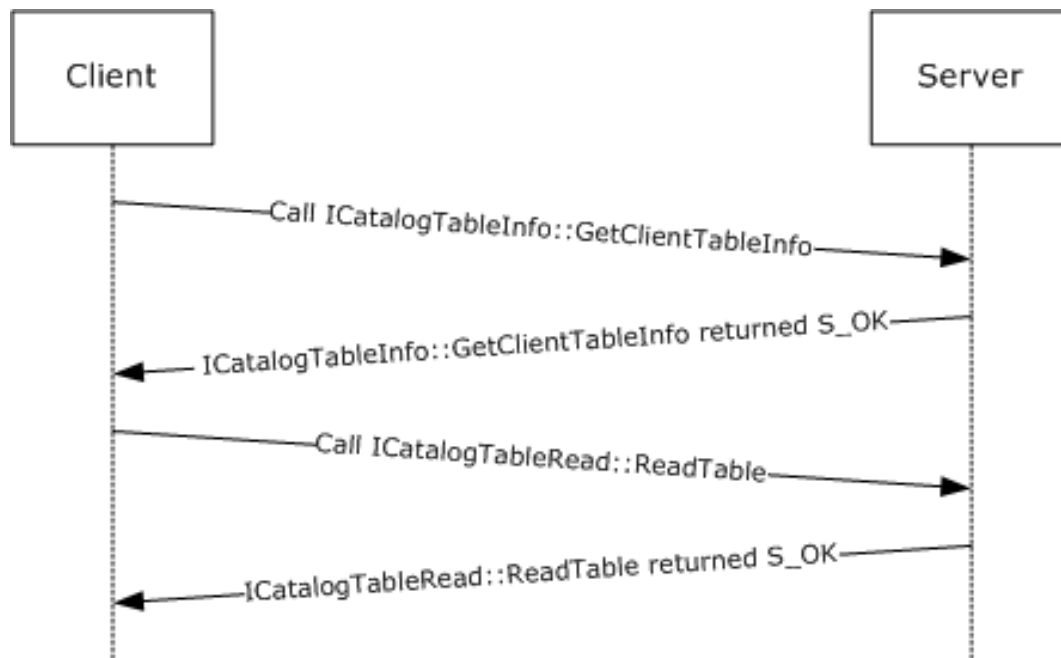 Client
Server
Call ICatalogTableInfo::GetClientTableInfo
ICatalogTableInfo::GetClientTableInfo returned S_OK
Call ICatalogTableRead::ReadTable
ICatalogTableRead::ReadTable returned S_OK